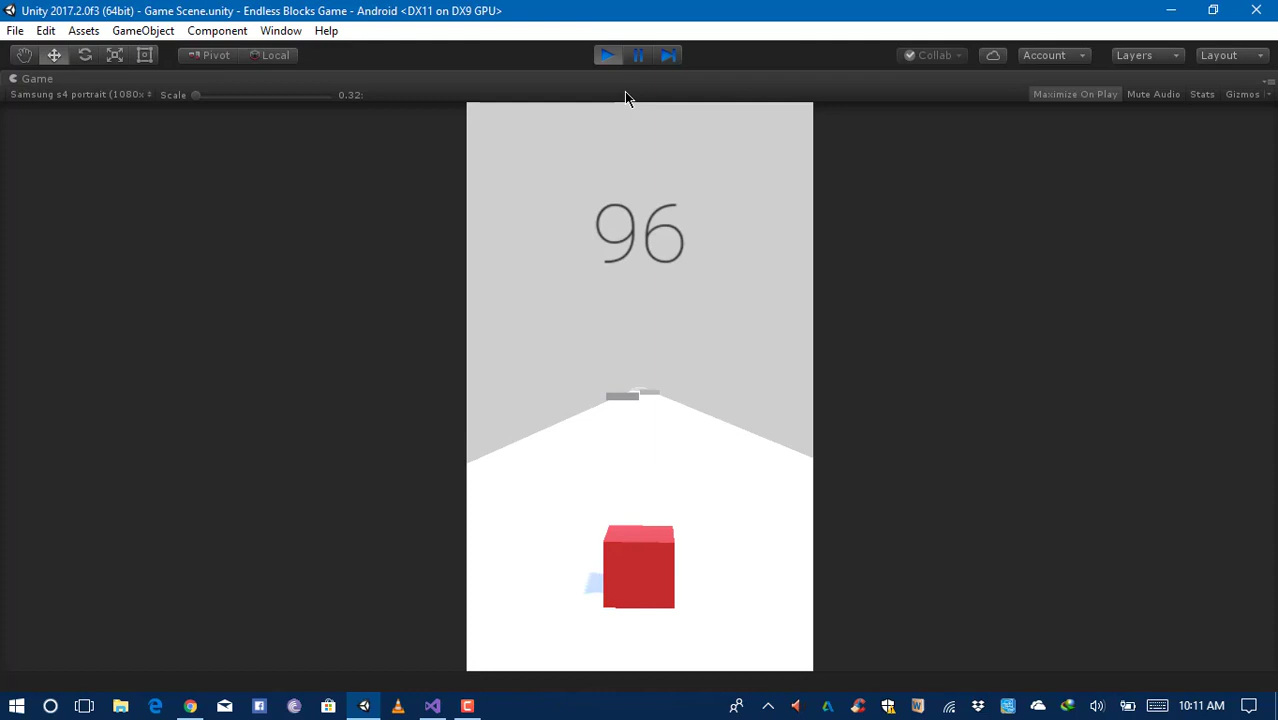 Unity 2017.2.0f3 (64bit) - Game Scene.unity - Endless Blocks Game - Android <DX11 on DX9 GPU>
File Edit Assets GameObject Component Window Help
Pivot Local Collab Account Layers Layout
Game
Samsung s4 portrait (1080x Scale 0.32: Maximize On Play Mute Audio Stats Gizmos
96
10:11 AM